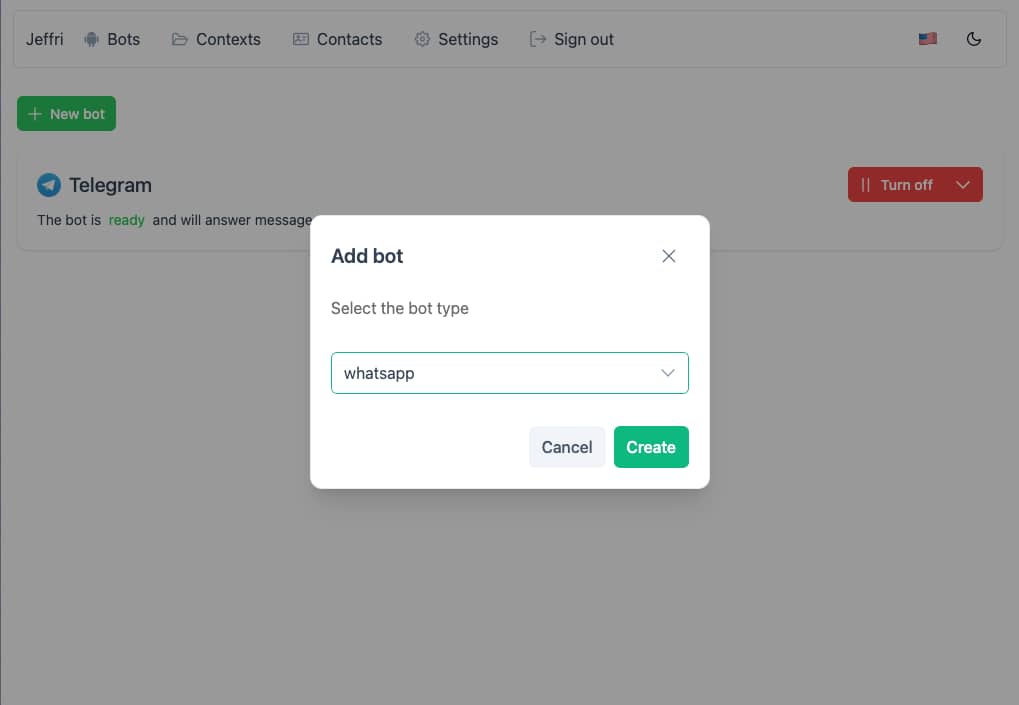 Jeffri Bots Contexts Contacts Settings Sign out
New bot
Telegram
Turn off
The bot is ready and will answer message
Add bot
Select the bot type
whatsapp
Cancel Create